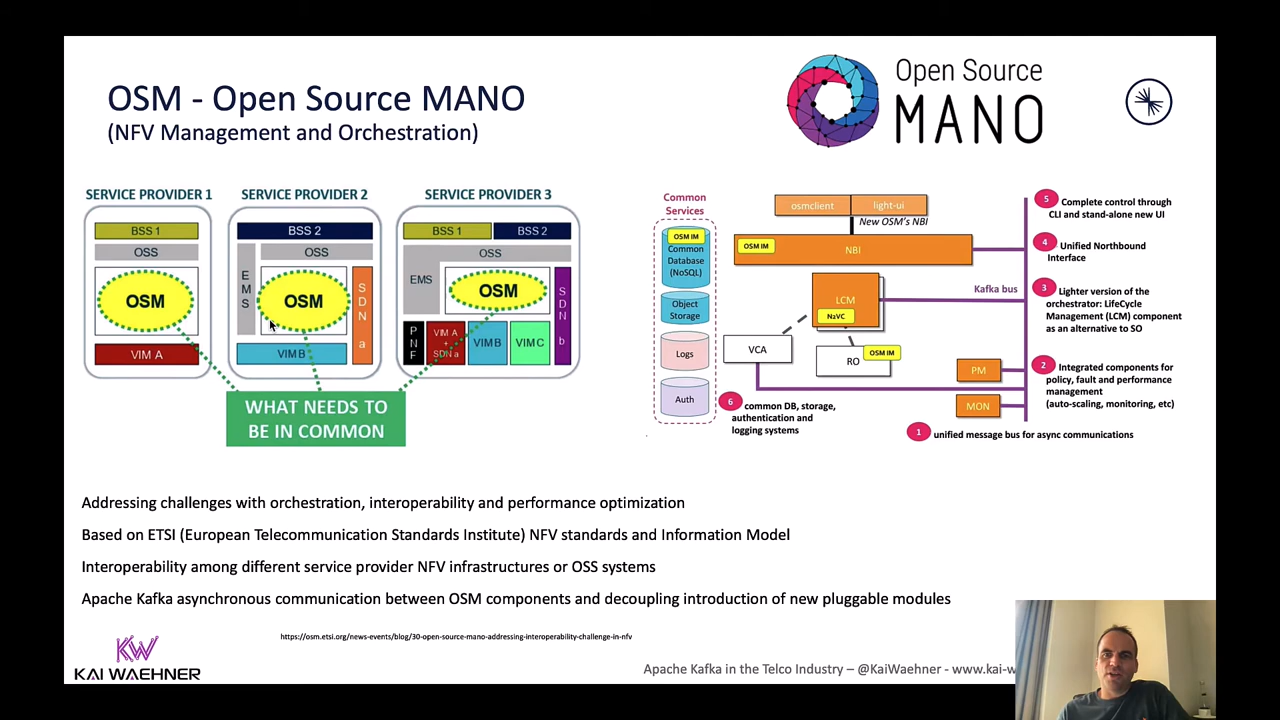 OSM - Open Source MANO
(NFV Management and Orchestration)
Open Source
MANO
SERVICE PROVIDER 1
BSS 1
OSS
OSM
VIM A
SERVICE PROVIDER 2
BSS 2
EMS
OSS
OSM
SDN a
VIM B
SERVICE PROVIDER 3
BSS 1
BSS 2
OSS
EMS
OSM
SDN b
PNF
VIM A
+
SDN a
VIM B
VIM C
WHAT NEEDS TO
BE IN COMMON
Common
Services
OSM IM
Common
Database
(NoSQL)
Object
Storage
Logs
Auth
osmclient
light-ui
New OSM's NBI
OSM IM
NBI
LCM
N2VC
Kafka bus
VCA
RO
OSM IM
PM
MON
5 Complete control through
CLI and stand-alone new UI
4 Unified Northbound
Interface
3 Lighter version of the
orchestrator: LifeCycle
Management (LCM) component
as an alternative to SO
2 Integrated components for
policy, fault and performance
management
(auto-scaling, monitoring, etc)
6 common DB, storage,
authentication and
logging systems
1 unified message bus for async communications
Addressing challenges with orchestration, interoperability and performance optimization
Based on ETSI (European Telecommunication Standards Institute) NFV standards and Information Model
Interoperability among different service provider NFV infrastructures or OSS systems
Apache Kafka asynchronous communication between OSM components and decoupling introduction of new pluggable modules
https://osm.etsi.org/news-events/blog/30-open-source-mano-addressing-interoperability-challenge-in-nfv
KW
KAI WAEHNER
Apache Kafka in the Telco Industry – @KaiWaehner - www.kai-w